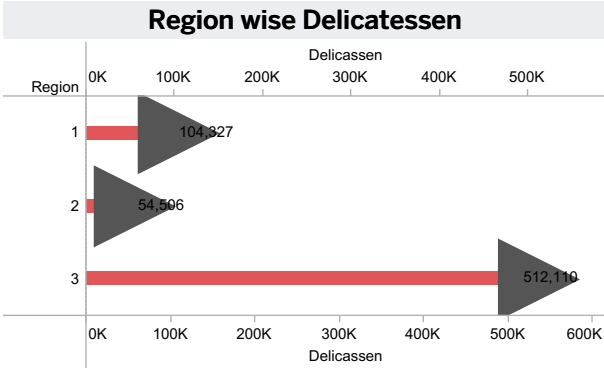 Region wise Delicatessen
Delicassen
0K 100K 200K 300K 400K 500K
Region
1 104,327
2 54,506
3 512,110
0K 100K 200K 300K 400K 500K 600K
Delicassen